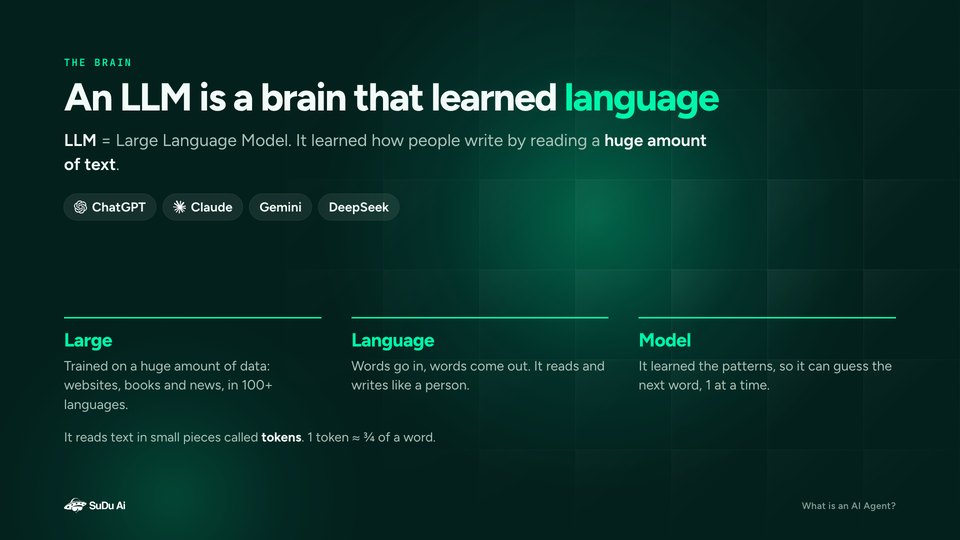 THE BRAIN
An LLM is a brain that learned language
LLM = Large Language Model. It learned how people write by reading a huge amount
of text.
ChatGPT
Claude
Gemini
DeepSeek
Large
Trained on a huge amount of data:
websites, books and news, in 100+
languages.
Language
Words go in, words come out. It reads and
writes like a person.
Model
It learned the patterns, so it can guess the
next word, 1 at a time.
It reads text in small pieces called tokens. 1 token ≈ ¾ of a word.
SuDu Ai
What is an AI Agent?